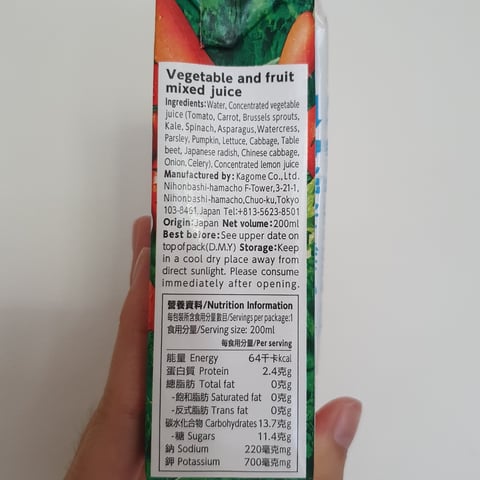 Vegetable and fruit
mixed juice
Ingredients:Water, Concentrated vegetable
juice (Tomato, Carrot, Brussels sprouts,
Kale, Spinach, Asparagus, Watercress,
Parsley, Pumpkin, Lettuce, Cabbage, Table
beet, Japanese radish, Chinese cabbage,
Onion, Celery), Concentrated lemon juice
Manufactured by: Kagome Co., Ltd.
Nihonbashi-hamacho F-Tower,3-21-1,
Nihonbashi-hamacho,Chuo-ku,Tokyo
103-8461,Japan Tel:+813-5623-8501
Origin:Japan Net volume:200ml
Best before:See upper date on
top of pack(D.M.Y) Storage:Keep
in a cool dry place away from
direct sunlight. Please consume
immediately after opening.
營養資料/Nutrition Information
每包裝所含食用分量數目/Servings per package:1
食用分量/Serving size: 200ml
每食用分量/Per serving
能量 Energy 64千卡kcal
蛋白質 Protein 2.4克g
總脂肪 Total fat 0克g
-飽和脂肪 Saturated fat 0克g
-反式脂肪 Trans fat 0克g
碳水化合物 Carbohydrates 13.7克g
-糖 Sugars 11.4克g
鈉 Sodium 220毫克mg
鉀 Potassium 700毫克mg